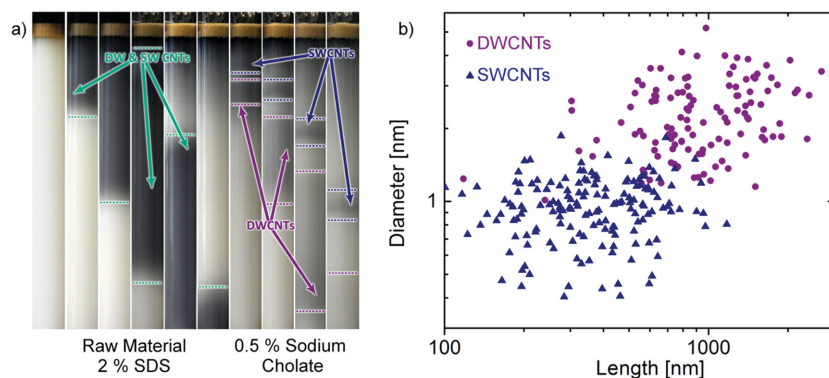 a)
DW & SW CNTs
SWCNTs
DWCNTs
Raw Material
2 % SDS
0.5 % Sodium
Cholate
b)
DWCNTs
SWCNTs
Diameter [nm]
1
100
1000
Length [nm]